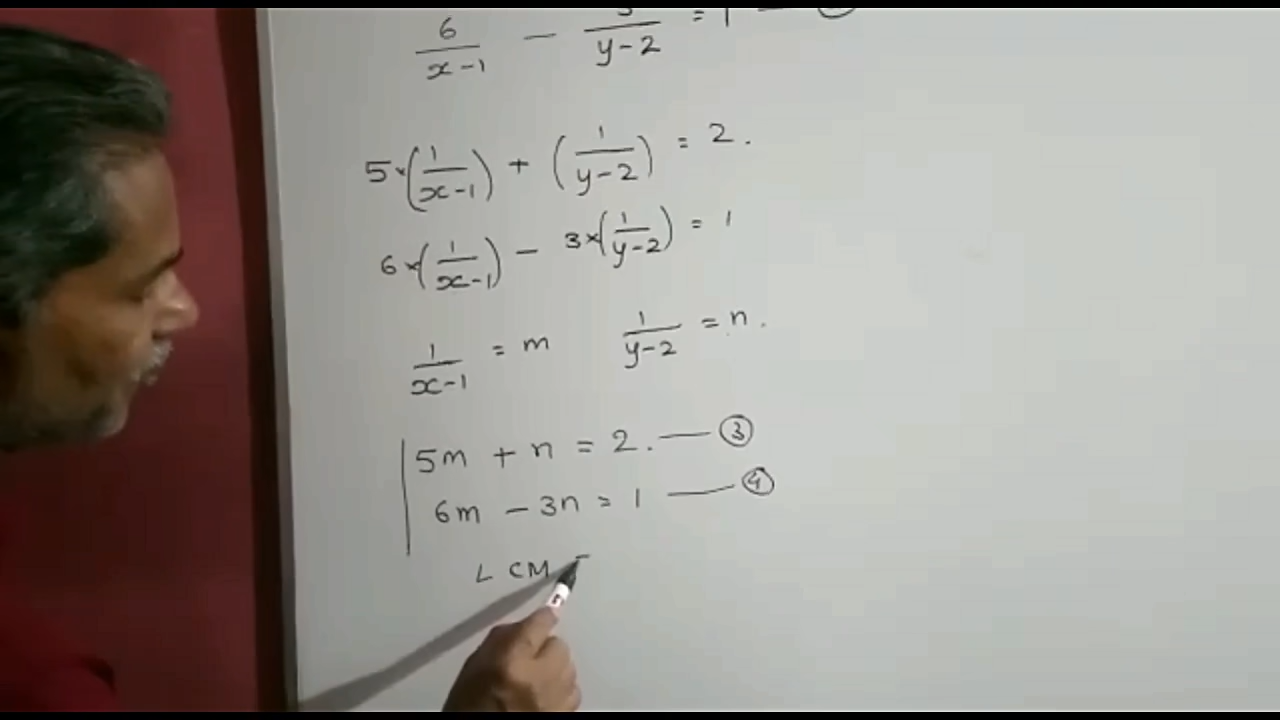 6/(x-1) - /(y-2) = 1 —
5×(1/(x-1)) + (1/(y-2)) = 2.
6×(1/(x-1)) - 3×(1/(y-2)) = 1
1/(x-1) = m 1/(y-2) = n.
5m + n = 2. — ③
6m - 3n = 1 — ④
LCM